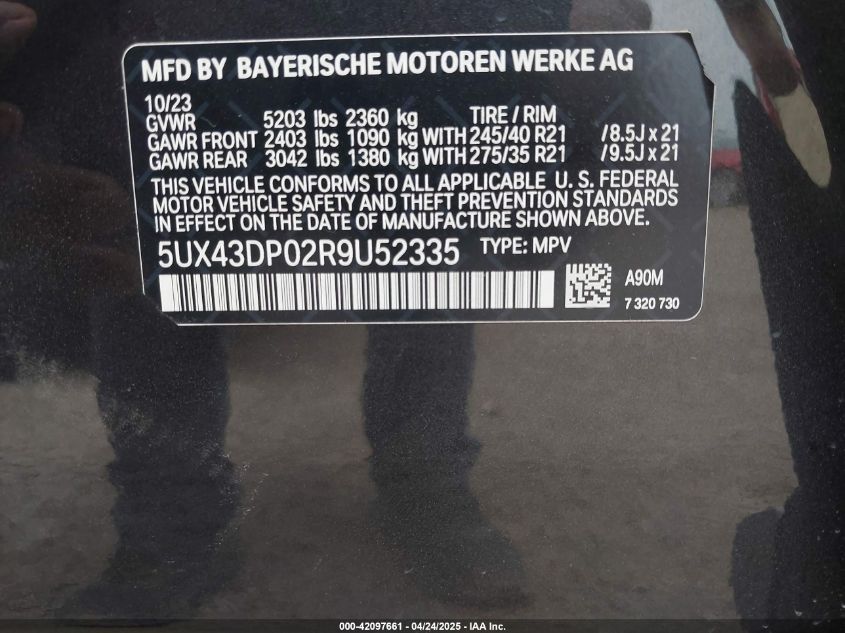 MFD BY BAYERISCHE MOTOREN WERKE AG
10/23
GVWR 5203 lbs 2360 kg TIRE / RIM
GAWR FRONT 2403 lbs 1090 kg WITH 245/40 R21 /8.5J x 21
GAWR REAR 3042 lbs 1380 kg WITH 275/35 R21 /9.5J x 21
THIS VEHICLE CONFORMS TO ALL APPLICABLE U. S. FEDERAL
MOTOR VEHICLE SAFETY AND THEFT PREVENTION STANDARDS
IN EFFECT ON THE DATE OF MANUFACTURE SHOWN ABOVE.
5UX43DP02R9U52335 TYPE: MPV
A90M
7 320 730
000-42097661 - 04/24/2025 - IAA Inc.